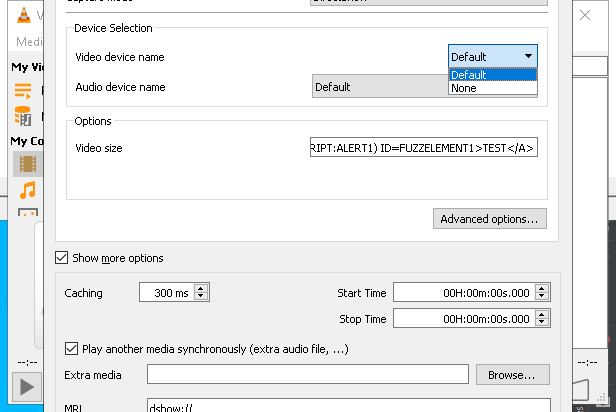 V
DirectShow
Medi
Device Selection
My Vi
Video device name
Default
Default
None
Audio device name
Default
Options
My Co
Video size
RIPT:ALERT1) ID=FUZZELEMENT1>TEST</A>
Advanced options...
Show more options
Caching
300 ms
Start Time
00H:00m:00s.000
Stop Time
00H:00m:00s.000
Play another media synchronously (extra audio file, ...)
--:--
--:--
Extra media
Browse...
MRL
dshow://